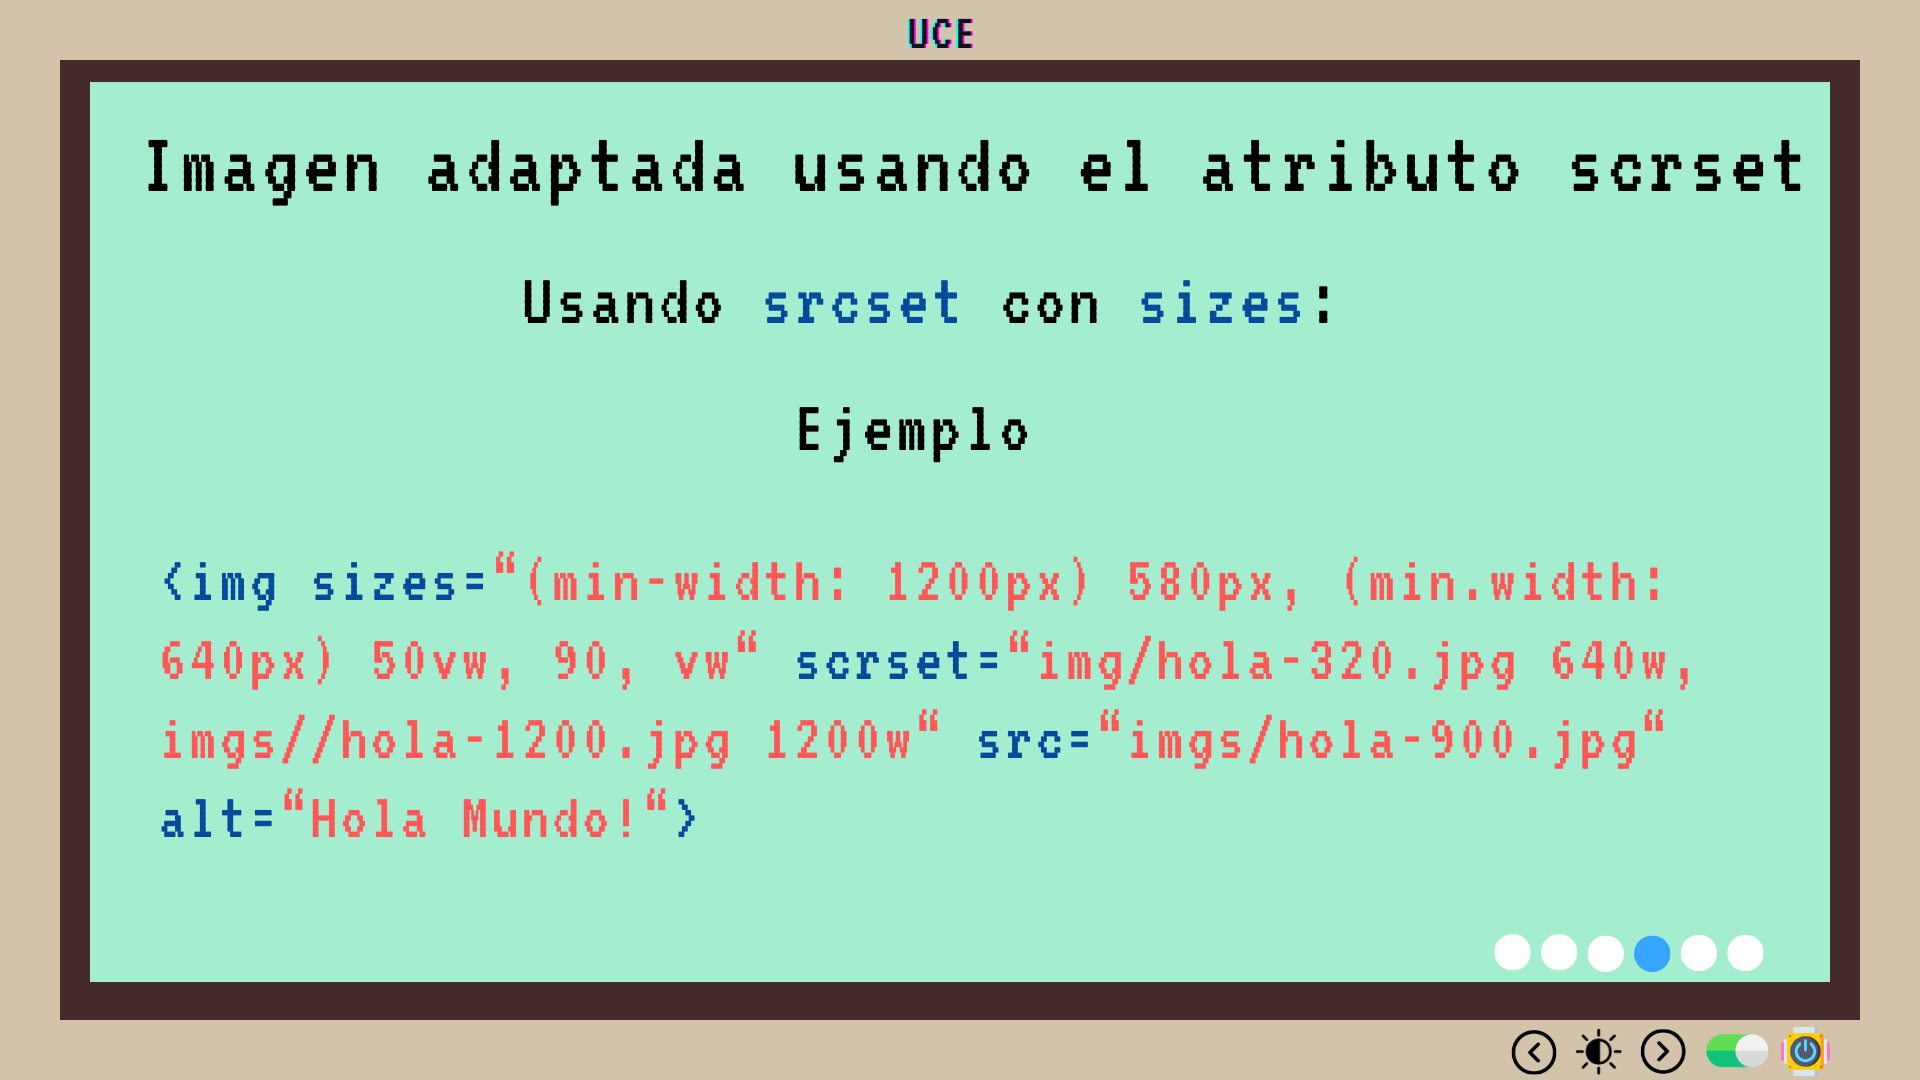 UCE
Imagen adaptada usando el atributo scrset
Usando srcset con sizes:
Ejemplo
<img sizes=“(min-width: 1200px) 580px, (min.width:
640px) 50vw, 90, vw“ scrset=“img/hola-320.jpg 640w,
imgs//hola-1200.jpg 1200w“ src=“imgs/hola-900.jpg“
alt=“Hola Mundo!“>